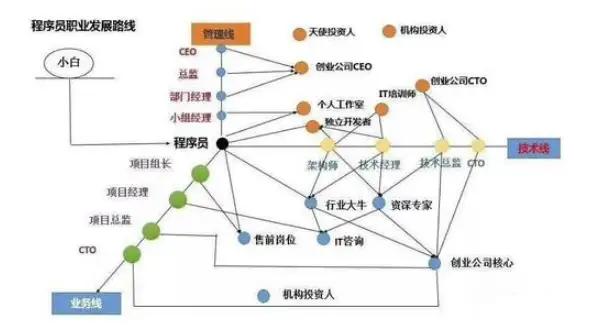 程序员职业发展路线
管理线
天使投资人
机构投资人
小白
CEO
总监
创业公司CEO
创业公司CTO
部门经理
IT培训师
小组经理
个人工作室
独立开发者
程序员
技术线
项目组长
架构师
技术经理
技术总监
CTO
项目经理
行业大牛
资深专家
项目总监
售前岗位
IT咨询
CTO
创业公司核心
业务线
机构投资人